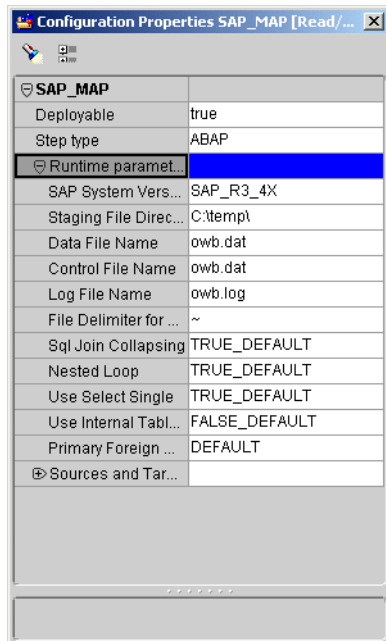 Configuration Properties SAP_MAP [Read/...
SAP_MAP
Deployable true
Step type ABAP
Runtime paramet...
SAP System Vers... SAP_R3_4X
Staging File Direc... C:\temp\
Data File Name owb.dat
Control File Name owb.dat
Log File Name owb.log
File Delimiter for ... ~
Sql Join Collapsing TRUE_DEFAULT
Nested Loop TRUE_DEFAULT
Use Select Single TRUE_DEFAULT
Use Internal Tabl... FALSE_DEFAULT
Primary Foreign ... DEFAULT
Sources and Tar...